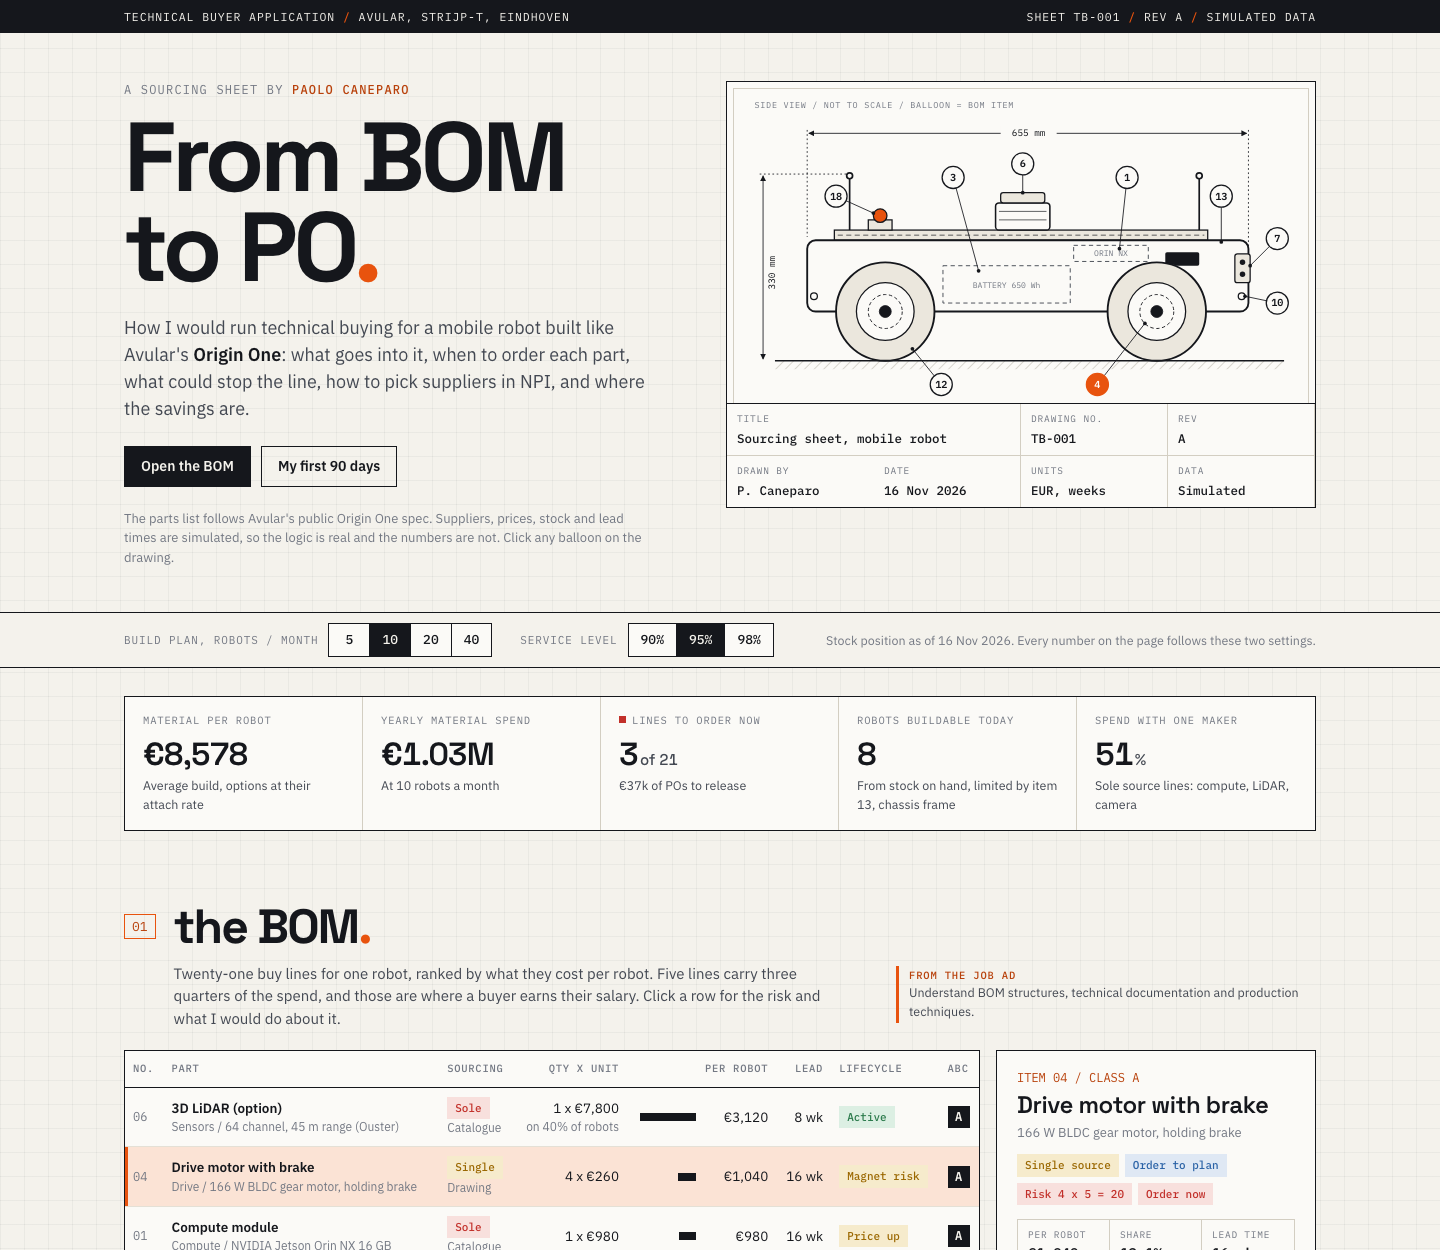 TECHNICAL BUYER APPLICATION / AVULAR, STRIJP-T, EINDHOVEN
SHEET TB-001 / REV A / SIMULATED DATA
A SOURCING SHEET BY PAOLO CANEPARO
From BOM
to PO.
How I would run technical buying for a mobile robot built like
Avular's Origin One: what goes into it, when to order each part,
what could stop the line, how to pick suppliers in NPI, and where
the savings are.
Open the BOM
My first 90 days
The parts list follows Avular's public Origin One spec. Suppliers, prices, stock and lead
times are simulated, so the logic is real and the numbers are not. Click any balloon on the
drawing.
SIDE VIEW / NOT TO SCALE / BALLOON = BOM ITEM
655 mm
6
3
1
18
13
7
330 mm
ORIN NX
BATTERY 650 Wh
10
12
4
TITLE
Sourcing sheet, mobile robot
DRAWING NO.
TB-001
REV
A
DRAWN BY
P. Caneparo
DATE
16 Nov 2026
UNITS
EUR, weeks
DATA
Simulated
BUILD PLAN, ROBOTS / MONTH
5
10
20
40
SERVICE LEVEL
90%
95%
98%
Stock position as of 16 Nov 2026. Every number on the page follows these two settings.
MATERIAL PER ROBOT
€8,578
Average build, options at their
attach rate
YEARLY MATERIAL SPEND
€1.03M
At 10 robots a month
LINES TO ORDER NOW
3 of 21
€37k of POs to release
ROBOTS BUILDABLE TODAY
8
From stock on hand, limited by item
13, chassis frame
SPEND WITH ONE MAKER
51%
Sole source lines: compute, LiDAR,
camera
01
the BOM.
Twenty-one buy lines for one robot, ranked by what they cost per robot. Five lines carry three
quarters of the spend, and those are where a buyer earns their salary. Click a row for the risk and
what I would do about it.
FROM THE JOB AD
Understand BOM structures, technical documentation and production
techniques.
NO. PART SOURCING QTY X UNIT PER ROBOT LEAD LIFECYCLE ABC
06 3D LiDAR (option) Sole 1 x €7,800 €3,120 8 wk Active A
Sensors / 64 channel, 45 m range (Ouster) Catalogue on 40% of robots
04 Drive motor with brake Single 4 x €260 €1,040 16 wk Magnet risk A
Drive / 166 W BLDC gear motor, holding brake Drawing
01 Compute module Sole 1 x €980 €980 16 wk Price up A
Compute / NVIDIA Jetson Orin NX 16 GB Catalogue
ITEM 04 / CLASS A
Drive motor with brake
166 W BLDC gear motor, holding brake
Single source
Order to plan
Risk 4 x 5 = 20
Order now
PER ROBOT
SHARE
LEAD TIME